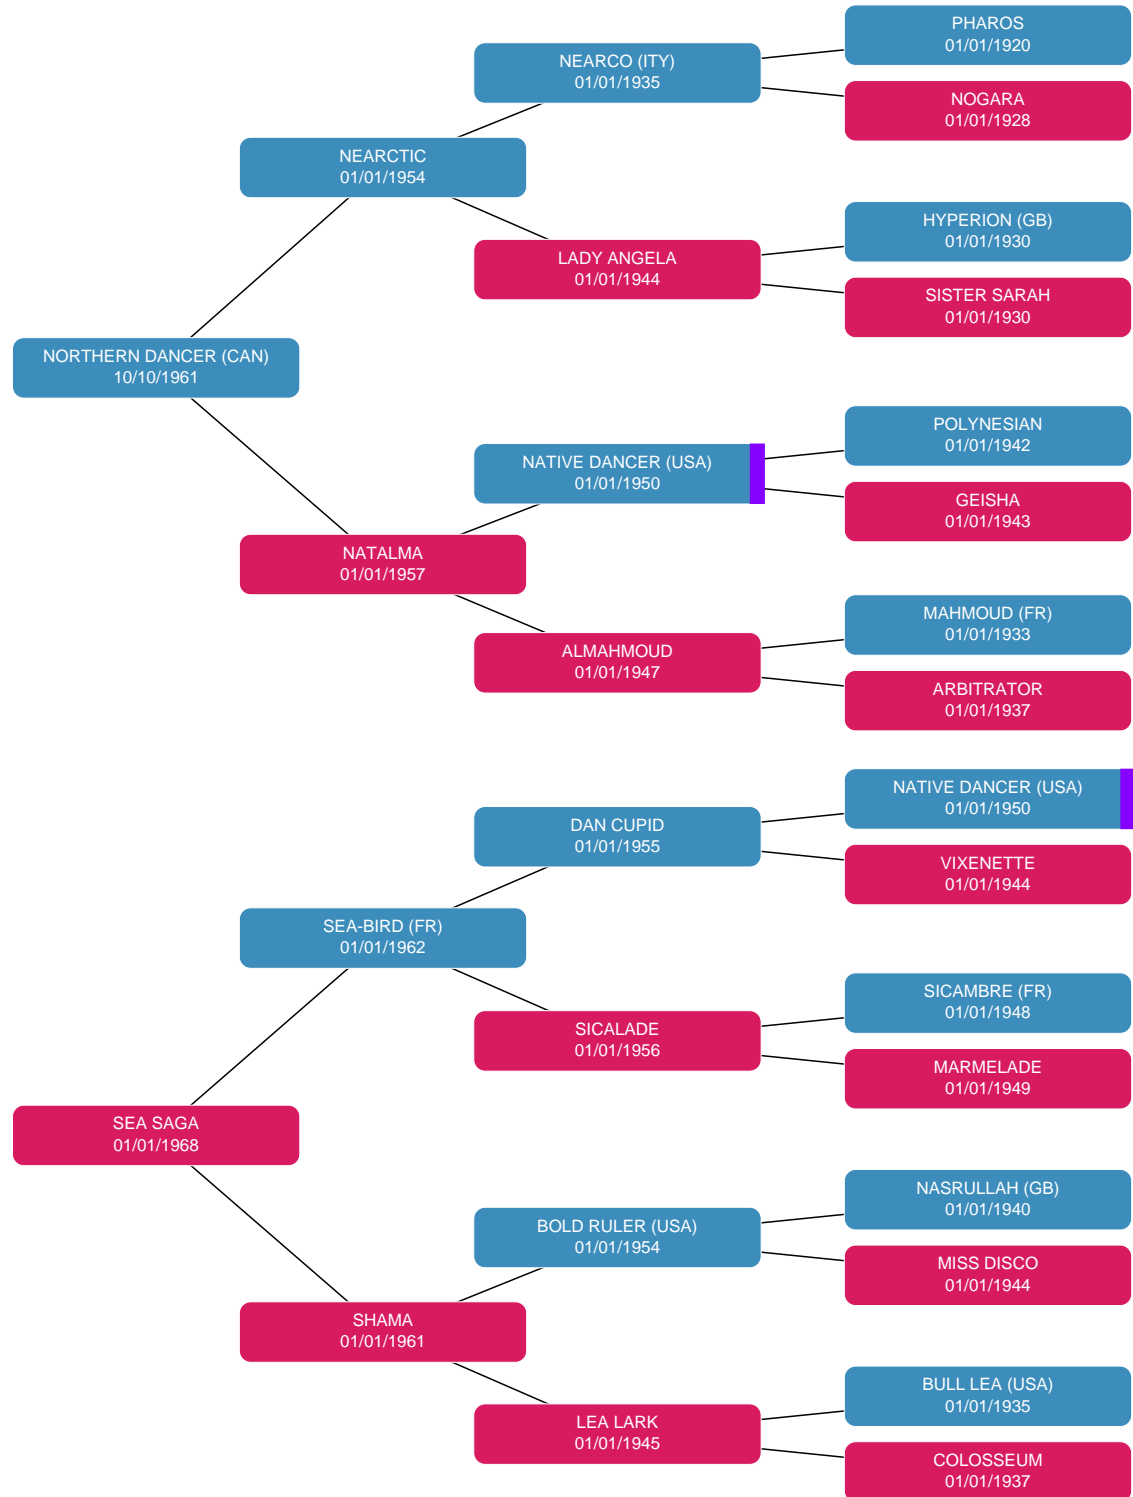 PHAROS
01/01/1920
NEARCO (ITY)
01/01/1935
NOGARA
01/01/1928
NEARCTIC
01/01/1954
HYPERION (GB)
01/01/1930
LADY ANGELA
01/01/1944
SISTER SARAH
01/01/1930
NORTHERN DANCER (CAN)
10/10/1961
POLYNESIAN
01/01/1942
NATIVE DANCER (USA)
01/01/1950
GEISHA
01/01/1943
NATALMA
01/01/1957
MAHMOUD (FR)
01/01/1933
ALMAHMOUD
01/01/1947
ARBITRATOR
01/01/1937
NATIVE DANCER (USA)
01/01/1950
DAN CUPID
01/01/1955
VIXENETTE
01/01/1944
SEA-BIRD (FR)
01/01/1962
SICAMBRE (FR)
01/01/1948
SICALADE
01/01/1956
MARMELADE
01/01/1949
SEA SAGA
01/01/1968
NASRULLAH (GB)
01/01/1940
BOLD RULER (USA)
01/01/1954
MISS DISCO
01/01/1944
SHAMA
01/01/1961
BULL LEA (USA)
01/01/1935
LEA LARK
01/01/1945
COLOSSEUM
01/01/1937